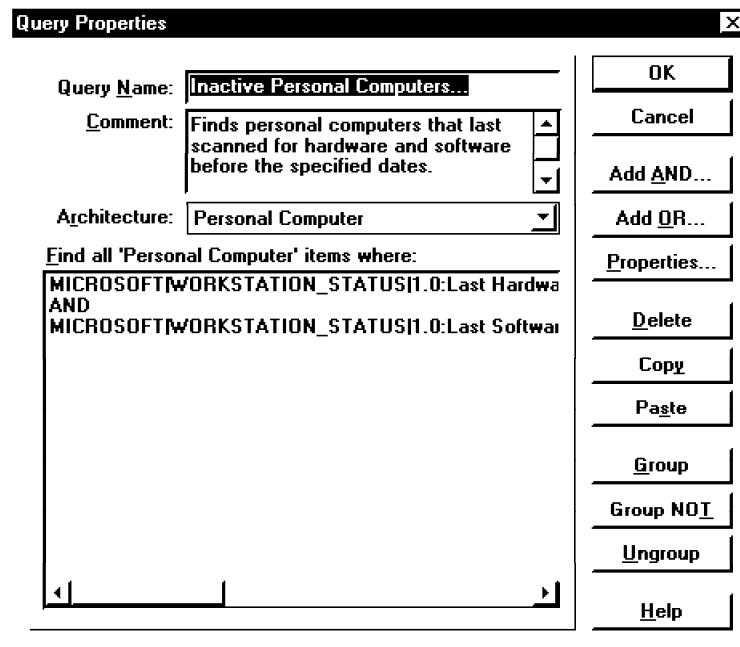 Query Properties
Query Name: Inactive Personal Computers...
Comment: Finds personal computers that last
scanned for hardware and software
before the specified dates.
Architecture: Personal Computer
Find all 'Personal Computer' items where:
MICROSOFT|WORKSTATION_STATUS|1.0:Last Hardwa
AND
MICROSOFT|WORKSTATION_STATUS|1.0:Last Softwar
OK
Cancel
Add AND...
Add OR...
Properties...
Delete
Copy
Paste
Group
Group NOT
Ungroup
Help